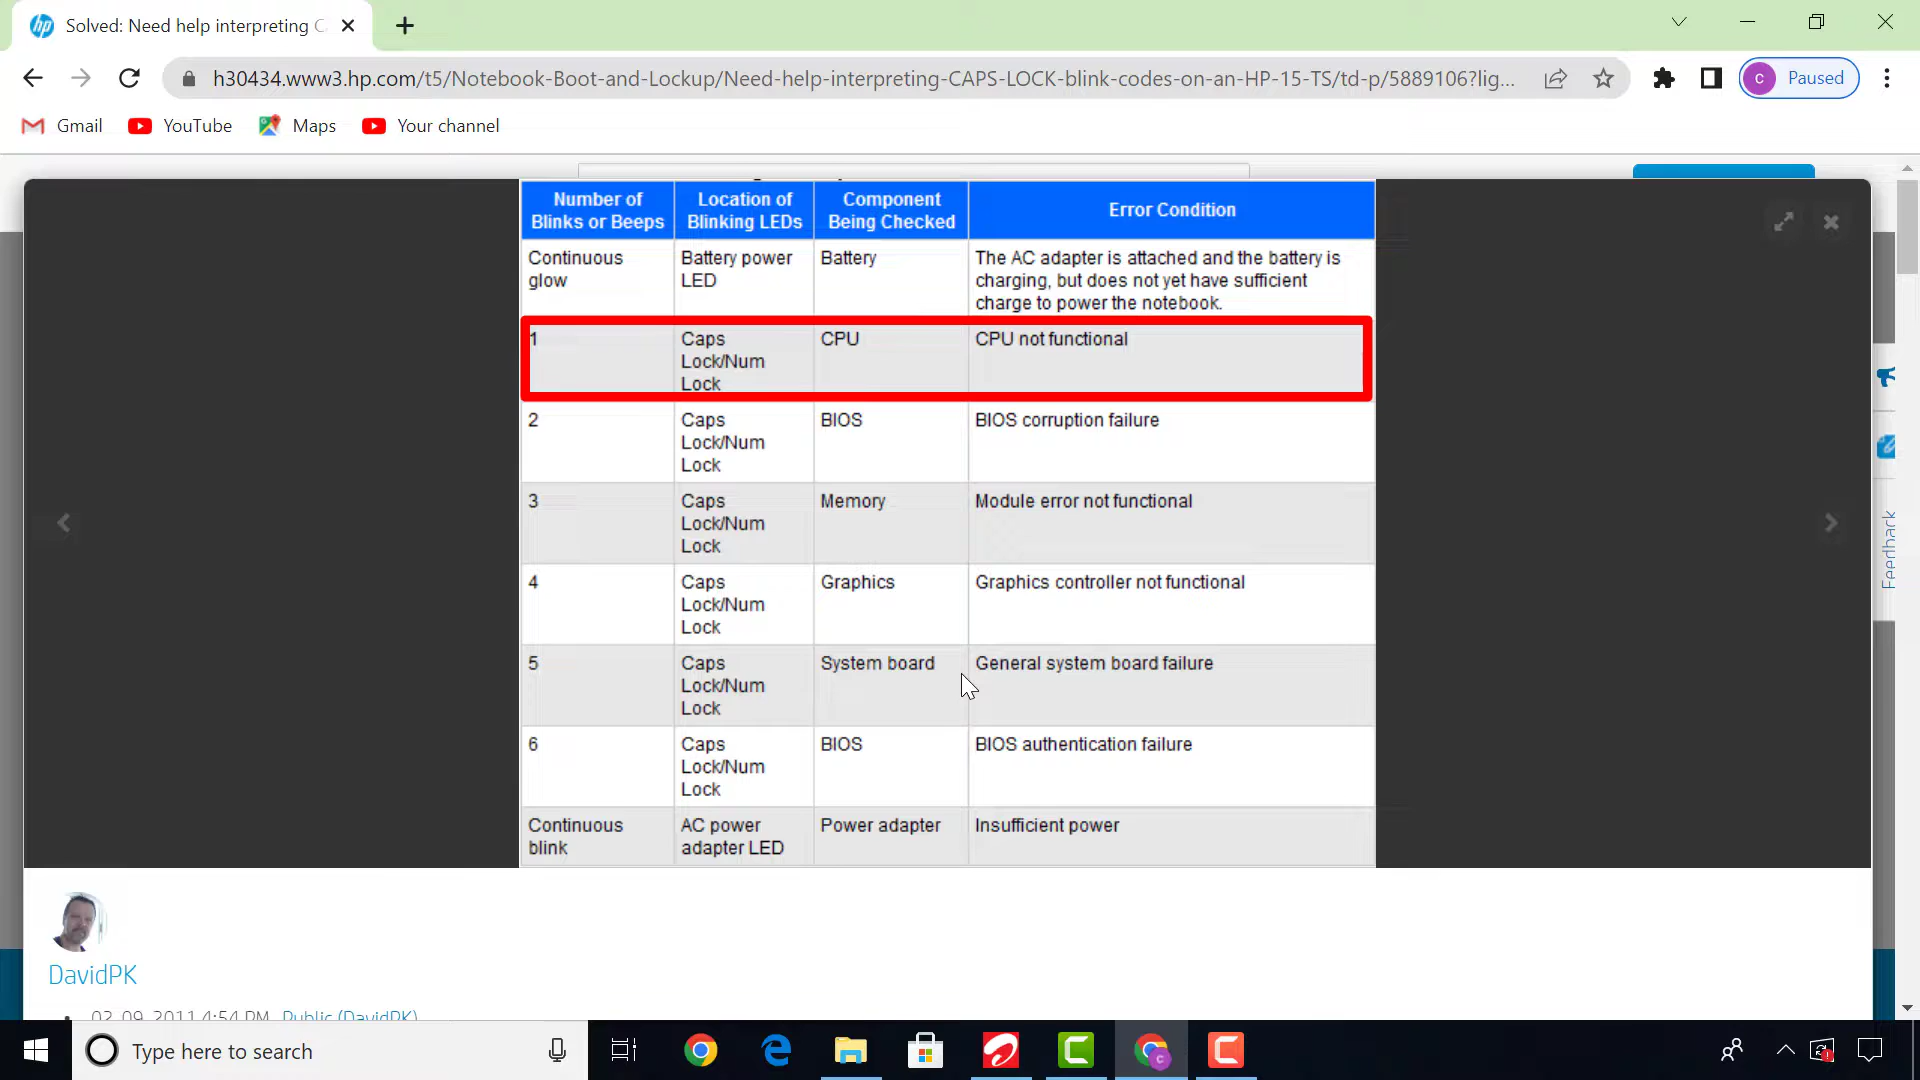 Solved: Need help interpreting C
h30434.www3.hp.com/t5/Notebook-Boot-and-Lockup/Need-help-interpreting-CAPS-LOCK-blink-codes-on-an-HP-15-TS/td-p/5889106?lig...
C Paused
Gmail YouTube Maps Your channel
Number of Blinks or Beeps
Location of Blinking LEDs
Component Being Checked
Error Condition
Continuous glow
Battery power LED
Battery
The AC adapter is attached and the battery is
charging, but does not yet have sufficient
charge to power the notebook.
1
Caps
Lock/Num
Lock
CPU
CPU not functional
2
Caps
Lock/Num
Lock
BIOS
BIOS corruption failure
3
Caps
Lock/Num
Lock
Memory
Module error not functional
4
Caps
Lock/Num
Lock
Graphics
Graphics controller not functional
5
Caps
Lock/Num
Lock
System board
General system board failure
6
Caps
Lock/Num
Lock
BIOS
BIOS authentication failure
Continuous
blink
AC power
adapter LED
Power adapter
Insufficient power
Feedback
DavidPK
02_09_2011 4:54 PM Public (DavidPK)
Type here to search